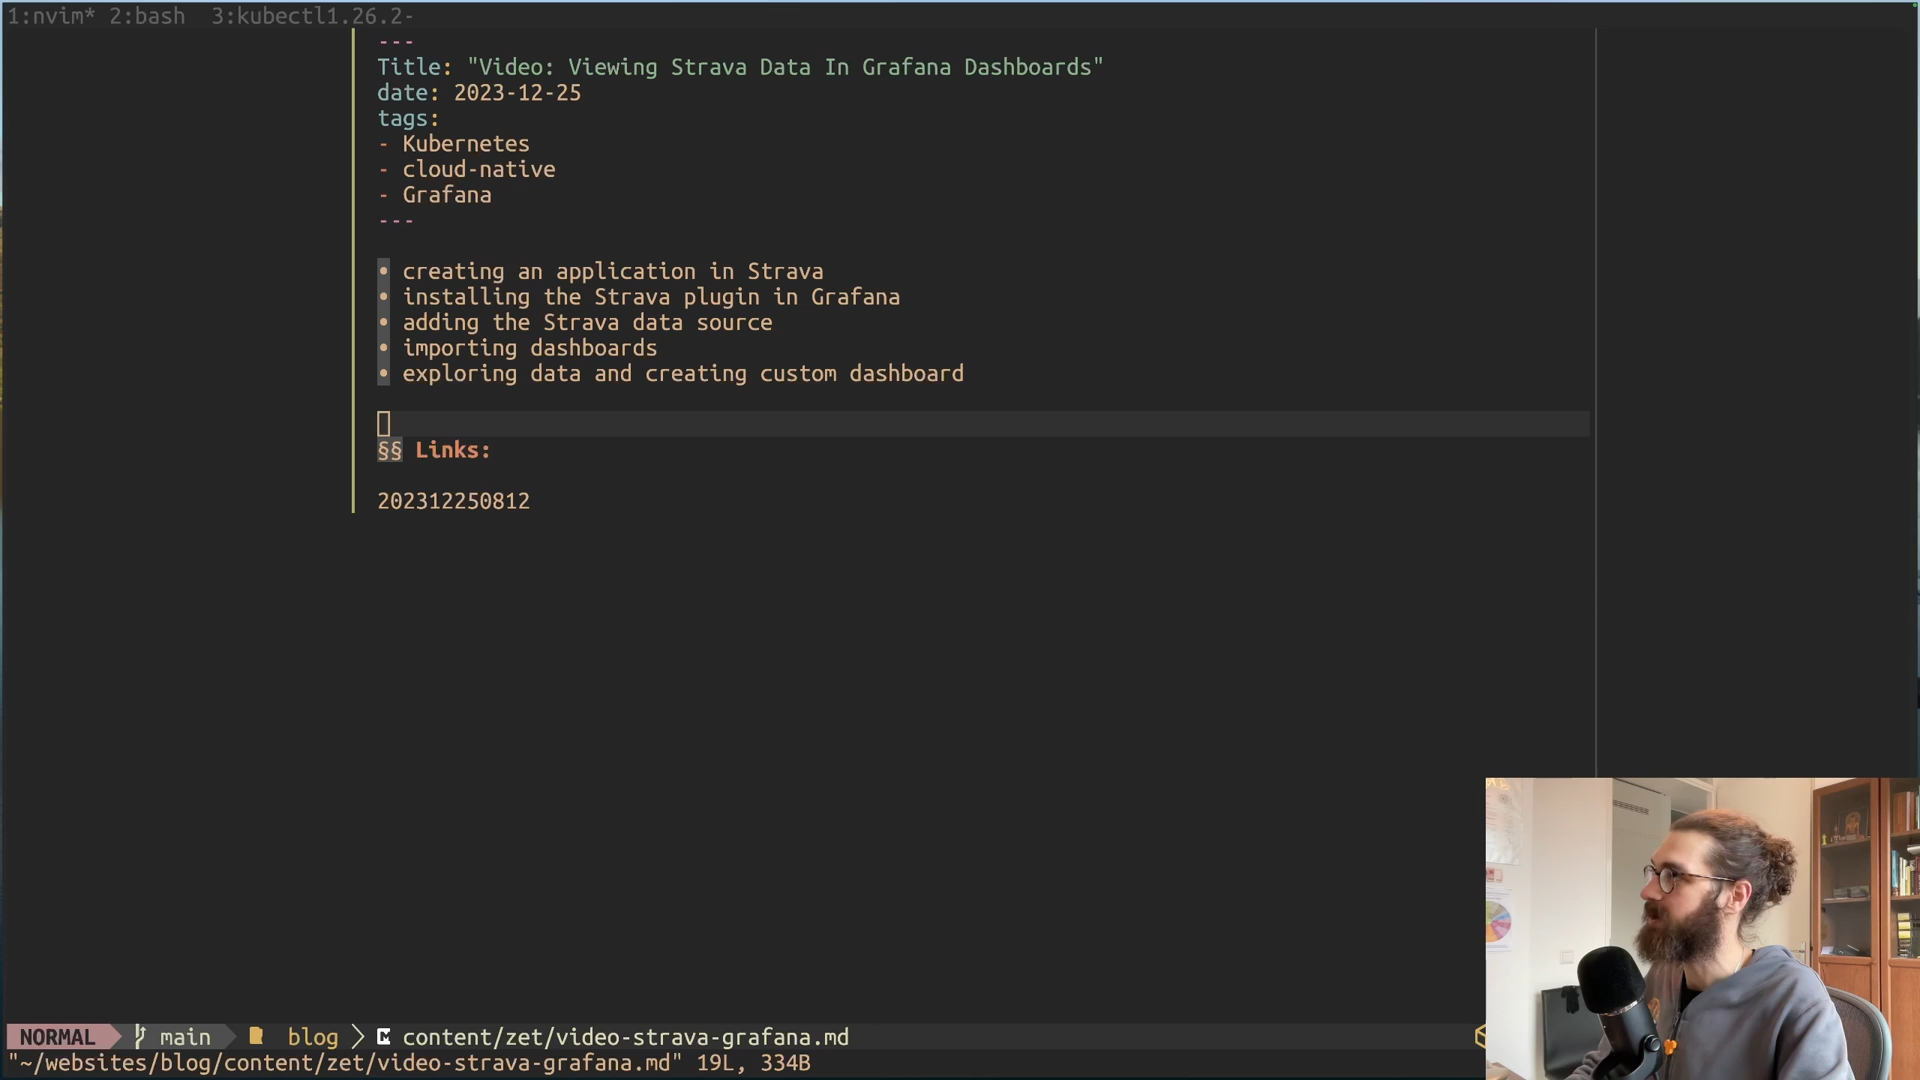 1:nvim* 2:bash  3:kubectl1.26.2-
---
Title: "Video: Viewing Strava Data In Grafana Dashboards"
date: 2023-12-25
tags:
- Kubernetes
- cloud-native
- Grafana
---
• creating an application in Strava
• installing the Strava plugin in Grafana
• adding the Strava data source
• importing dashboards
• exploring data and creating custom dashboard
§§ Links:
202312250812
NORMAL main blog content/zet/video-strava-grafana.md
"~/websites/blog/content/zet/video-strava-grafana.md" 19L, 334B